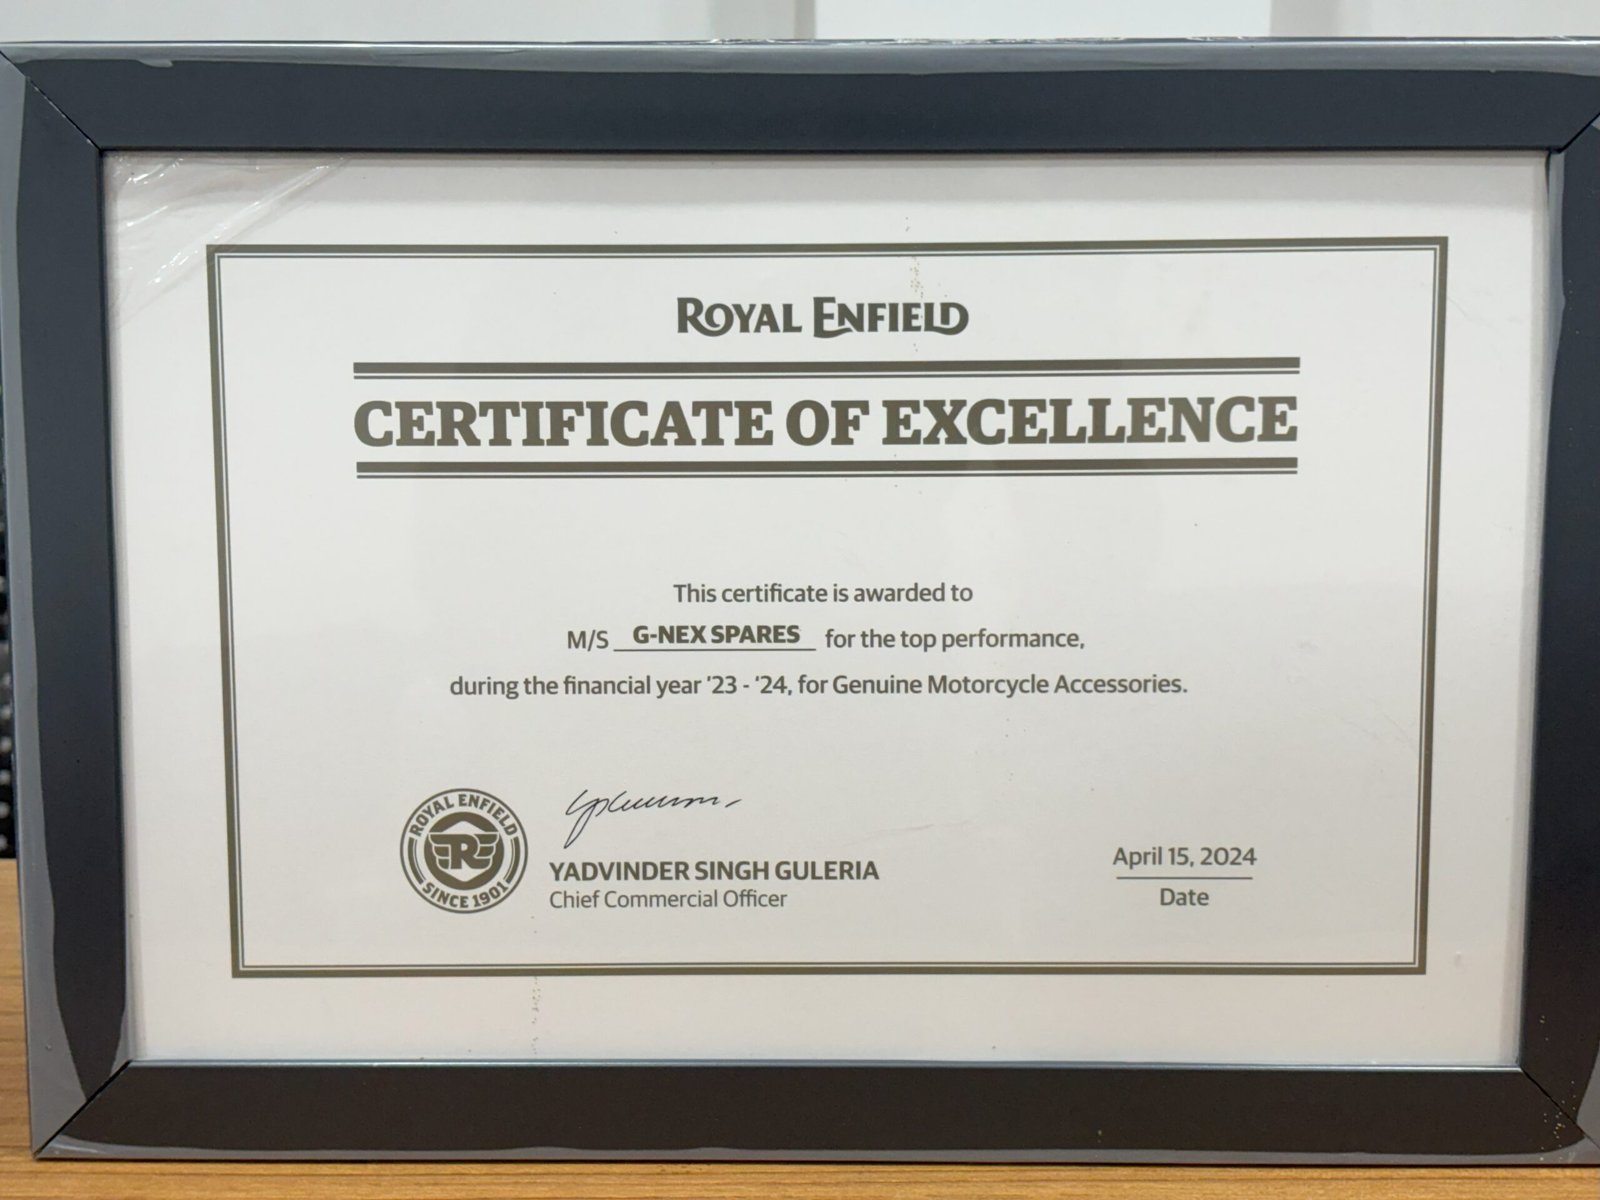 ROYAL ENFIELD
CERTIFICATE OF EXCELLENCE
This certificate is awarded to
M/S G-NEX SPARES for the top performance,
during the financial year '23 - '24, for Genuine Motorcycle Accessories.
ROYAL ENFIELD
R
SINCE 1901
YADVINDER SINGH GULERIA
Chief Commercial Officer
April 15, 2024
Date